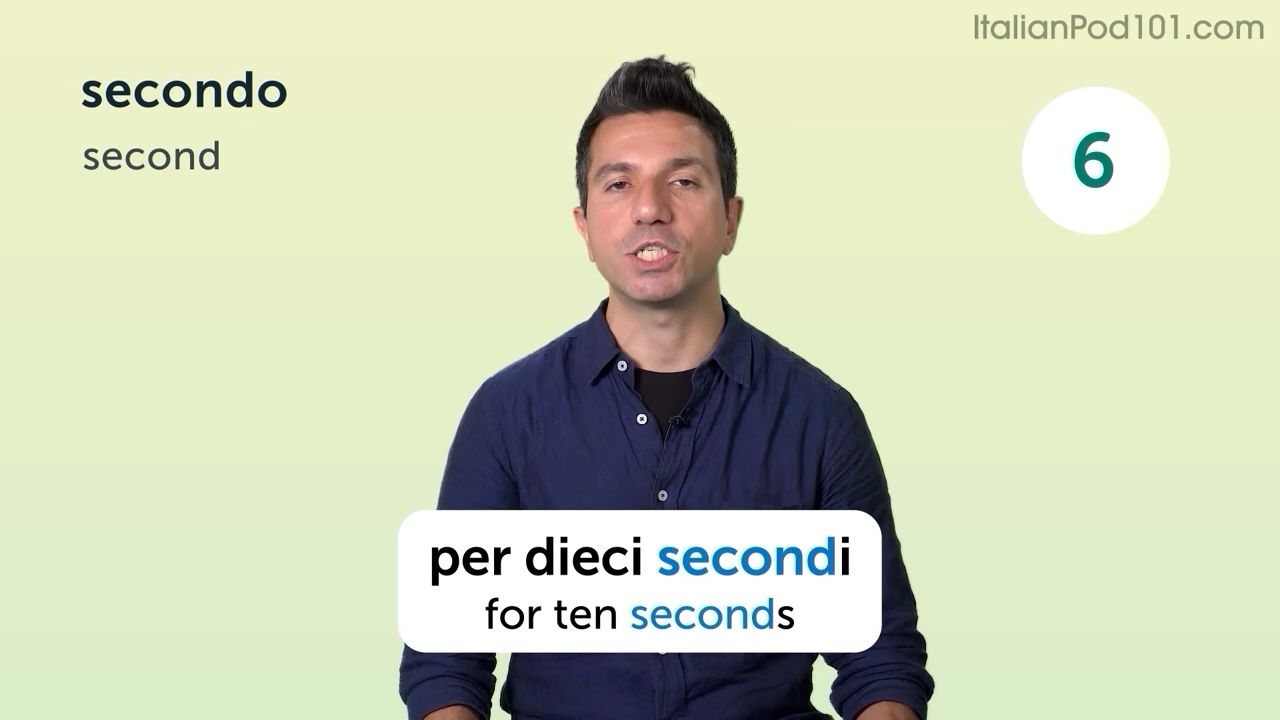 ItalianPod101.com
secondo
second
6
per dieci secondi
for ten seconds